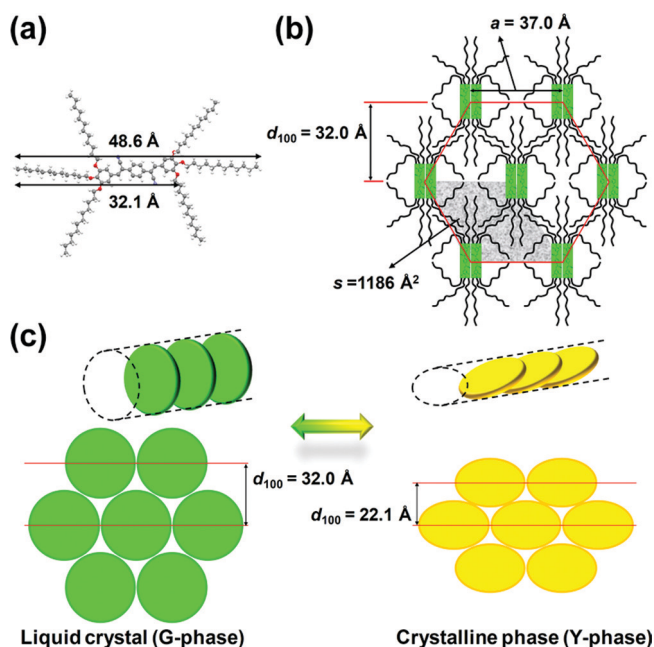 (a)
48.6 Å
32.1 Å
(b)
a = 37.0 Å
d100 = 32.0 Å
s =1186 Å²
(c)
d100 = 32.0 Å
d100 = 22.1 Å
Liquid crystal (G-phase)
Crystalline phase (Y-phase)